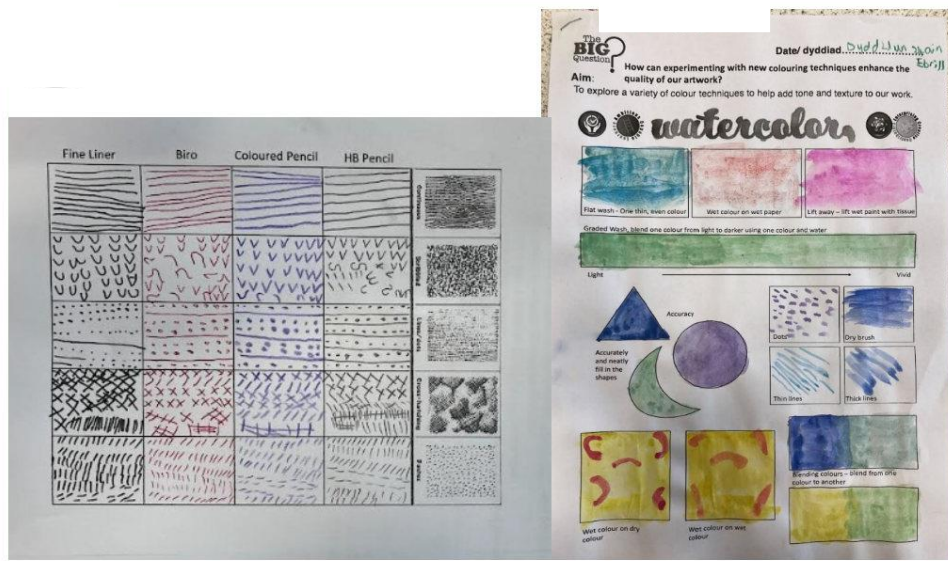 Fine Liner Biro Coloured Pencil HB Pencil
Continuous
Scribbled
The
BIG
Question?
Date/ dyddiad
Ebrill
How can experimenting with new colouring techniques enhance the
Aim: quality of our artwork?
To explore a variety of colour techniques to help add tone and texture to our work.
watercolor
Flat wash - One thin, even colour
Wet colour on wet paper
Lift away – lift wet paint with tissue
Graded Wash, blend one colour from light to darker using one colour and water
Light Vivid
Accuracy
Accurately
and neatly
fill in the
shapes
Dots
Dry brush
Thin lines
Thick lines
Blending colours – blend from one
colour to another
Wet colour on dry
colour
Wet colour on wet
colour